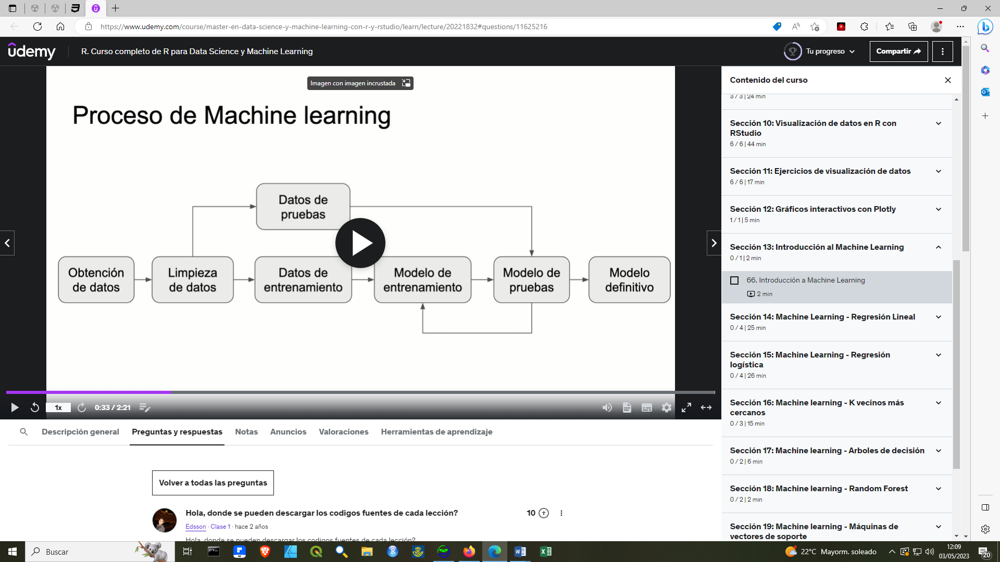 https://www.udemy.com/course/master-en-data-science-y-machine-learning-con-r-y-rstudio/learn/lecture/20221832#questions/11625216
udemy
R. Curso completo de R para Data Science y Machine Learning
Tu progreso
Compartir
Imagen con imagen incrustada
Proceso de Machine learning
Datos de
pruebas
Obtención
de datos
Limpieza
de datos
Datos de
entrenamiento
Modelo de
entrenamiento
Modelo de
pruebas
Modelo
definitivo
1x
0:33 / 2:21
Contenido del curso
3 / 3 | 24 min
Sección 10: Visualización de datos en R con
RStudio
6 / 6 | 44 min
Sección 11: Ejercicios de visualización de datos
6 / 6 | 17 min
Sección 12: Gráficos interactivos con Plotly
1 / 1 | 5 min
Sección 13: Introducción al Machine Learning
0 / 1 | 2 min
66. Introducción a Machine Learning
2 min
Sección 14: Machine Learning - Regresión Lineal
0 / 4 | 25 min
Sección 15: Machine Learning - Regresión
logística
0 / 4 | 26 min
Sección 16: Machine learning - K vecinos más
cercanos
0 / 3 | 15 min
Sección 17: Machine learning - Arboles de decisión
0 / 2 | 6 min
Sección 18: Machine learning - Random Forest
0 / 2 | 2 min
Sección 19: Machine learning - Máquinas de
vectores de soporte
Descripción general
Preguntas y respuestas
Notas
Anuncios
Valoraciones
Herramientas de aprendizaje
Volver a todas las preguntas
Hola, donde se pueden descargar los codigos fuentes de cada lección?
10
Edsson · Clase 1 · hace 2 años
Hola, donde se pueden descargar los codigos fuentes de cada lección?
Buscar
22°C Mayorm. soleado
12:09
03/05/2023
20